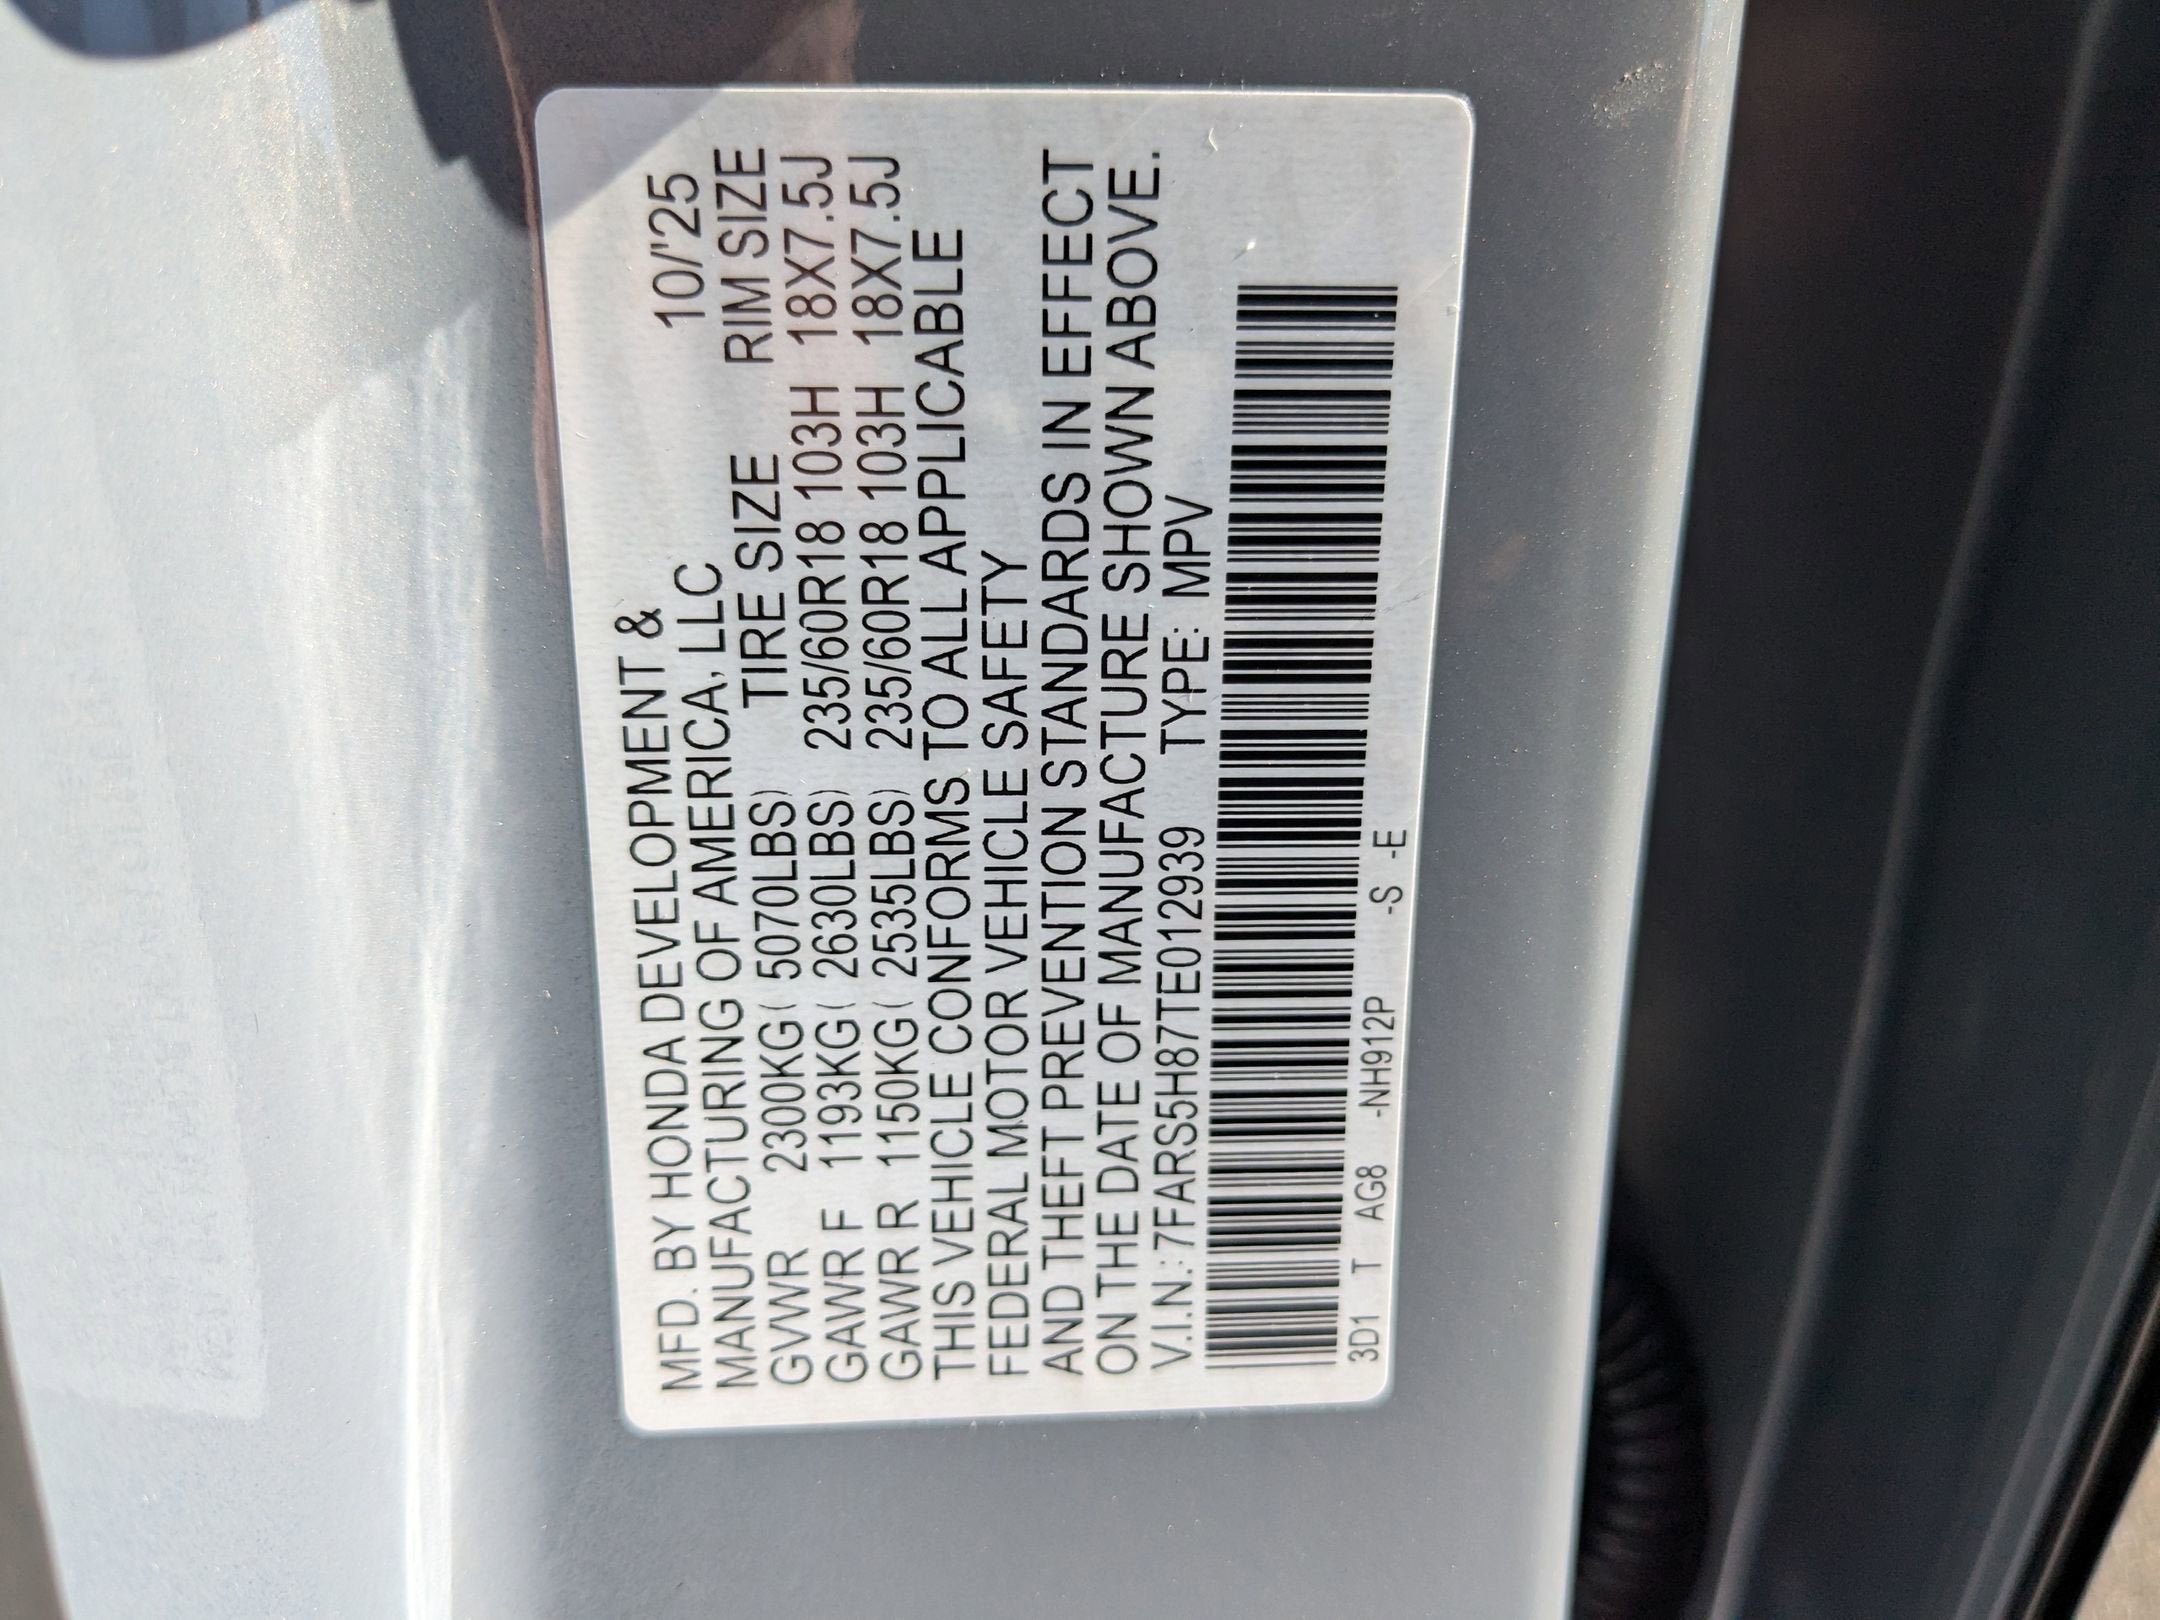 MFD. BY HONDA DEVELOPMENT &
MANUFACTURING OF AMERICA, LLC 10/'25
TIRE SIZE RIM SIZE
GVWR 2300KG( 5070LBS) 235/60R18 103H 18X7.5J
GAWR F 1193KG( 2630LBS) 235/60R18 103H 18X7.5J
GAWR R 1150KG( 2535LBS)
THIS VEHICLE CONFORMS TO ALL APPLICABLE
FEDERAL MOTOR VEHICLE SAFETY
AND THEFT PREVENTION STANDARDS IN EFFECT
ON THE DATE OF MANUFACTURE SHOWN ABOVE.
V.I.N.: 7FARS5H87TE012939 TYPE: MPV
3D1 T AG8 -NH912P -S -E